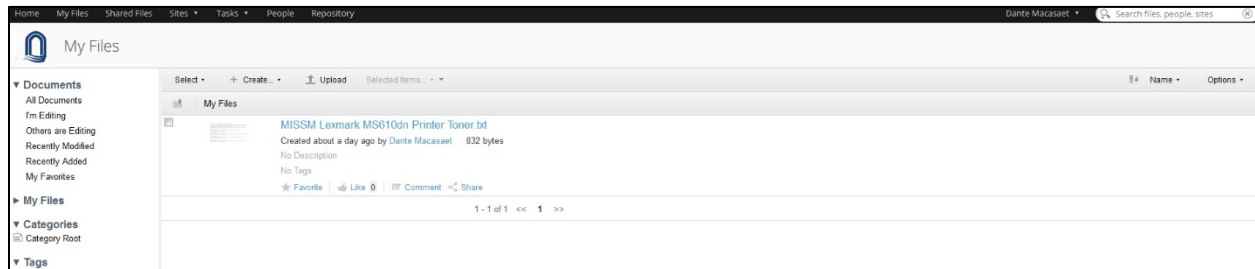 Home My Files Shared Files Sites Tasks People Repository Dante Macasaet Search files, people, sites
My Files
Documents
All Documents
I'm Editing
Others are Editing
Recently Modified
Recently Added
My Favorites
My Files
Categories
Category Root
Tags
Select + Create... Upload Selected Items... Name Options
My Files
MISSM Lexmark MS610dn Printer Toner.txt
Created about a day ago by Dante Macasaet 832 bytes
No Description
No Tags
Favorite Like 0 Comment Share
1 - 1 of 1 << 1 >>